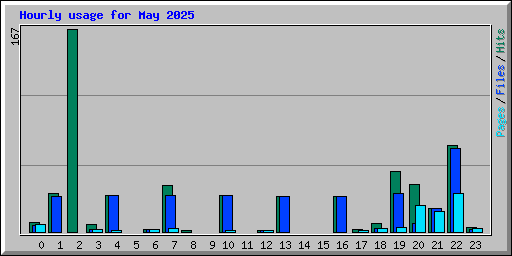 Hourly usage for May 2025
167
Pages/Files/Hits
0 1 2 3 4 5 6 7 8 9 10 11 12 13 14 15 16 17 18 19 20 21 22 23